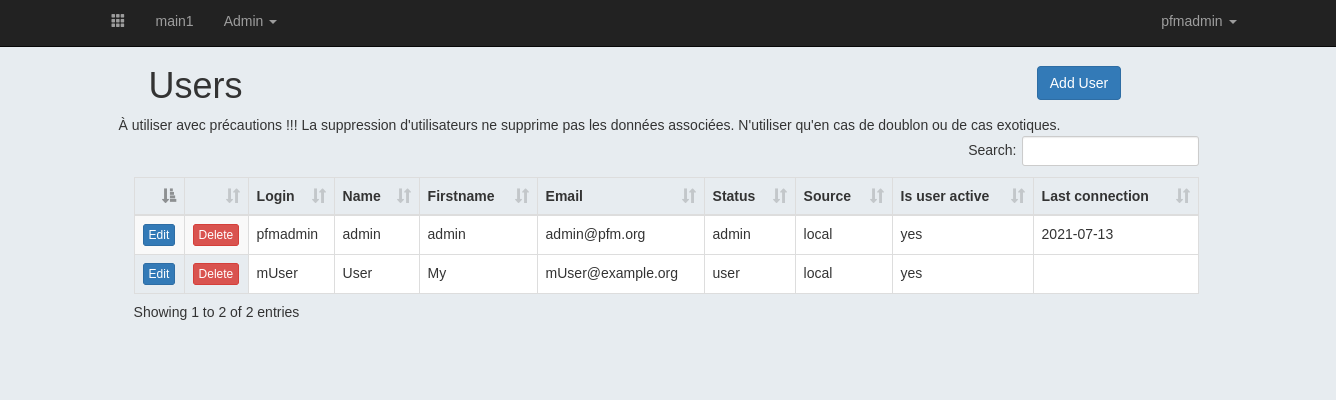 main1 Admin pfmadmin
Users Add User
À utiliser avec précautions !!! La suppression d'utilisateurs ne supprime pas les données associées. N'utiliser qu'en cas de doublon ou de cas exotiques.
Search:
Login Name Firstname Email Status Source Is user active Last connection
Edit Delete pfmadmin admin admin admin@pfm.org admin local yes 2021-07-13
Edit Delete mUser User My mUser@example.org user local yes
Showing 1 to 2 of 2 entries